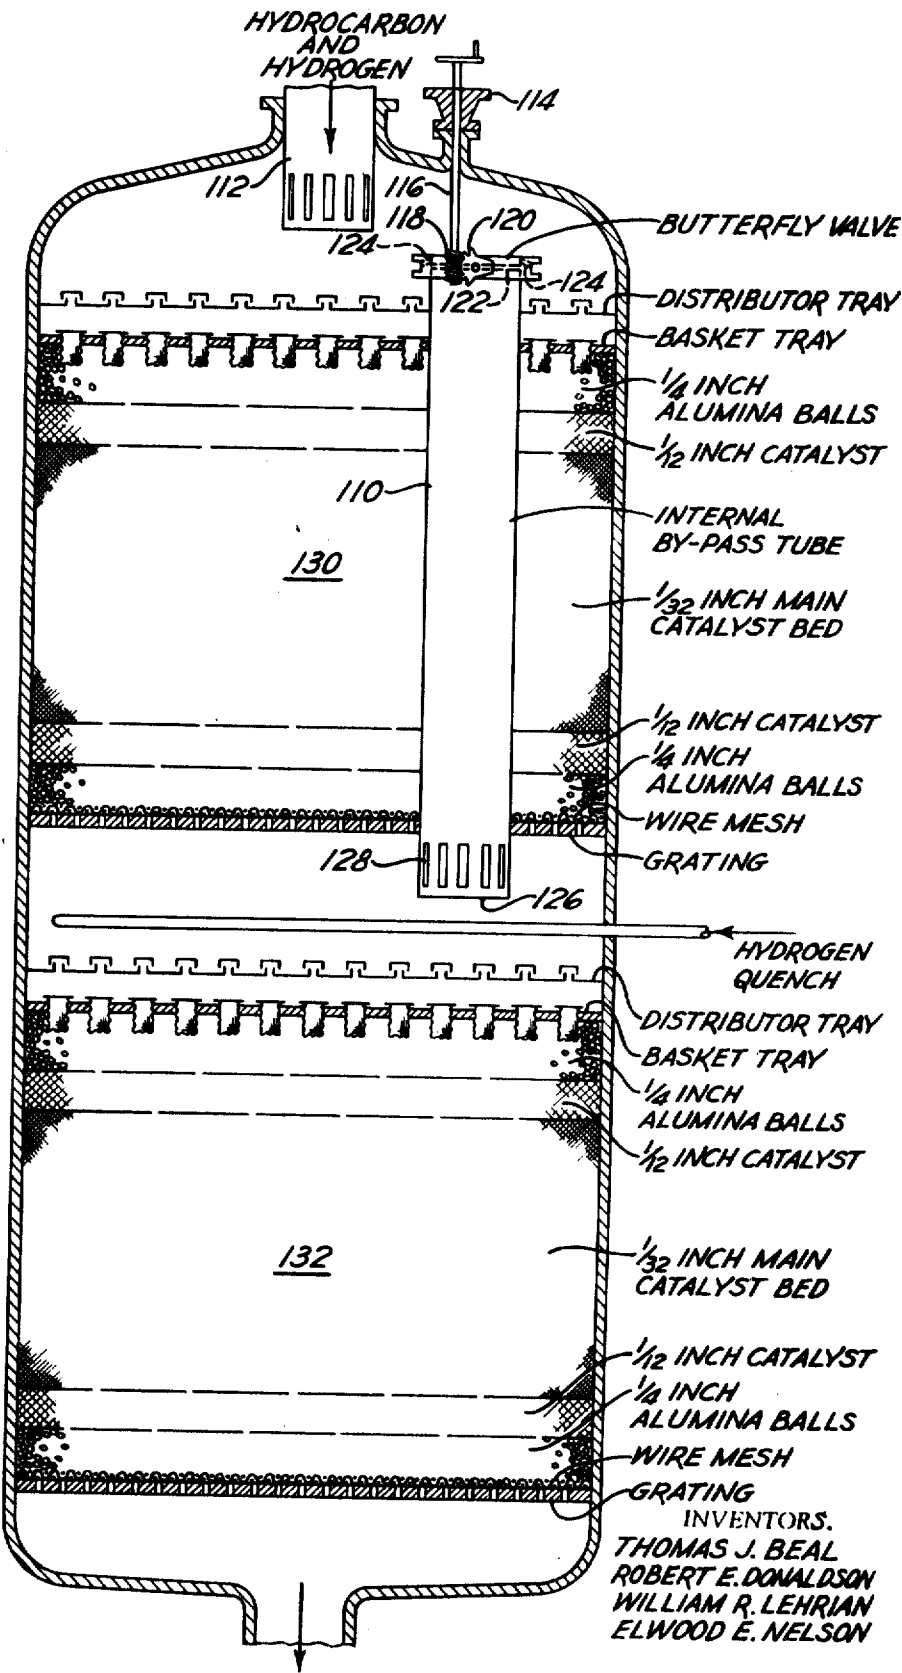 HYDROCARBON
AND
HYDROGEN
114
112
116
118
120
BUTTERFLY VALVE
124
124
122
DISTRIBUTOR TRAY
BASKET TRAY
1/4 INCH
ALUMINA BALLS
1/12 INCH CATALYST
110
INTERNAL
BY-PASS TUBE
130
1/32 INCH MAIN
CATALYST BED
1/12 INCH CATALYST
1/4 INCH
ALUMINA BALLS
WIRE MESH
GRATING
128
126
HYDROGEN
QUENCH
DISTRIBUTOR TRAY
BASKET TRAY
1/4 INCH
ALUMINA BALLS
1/12 INCH CATALYST
132
1/32 INCH MAIN
CATALYST BED
1/12 INCH CATALYST
1/4 INCH
ALUMINA BALLS
WIRE MESH
GRATING
INVENTORS.
THOMAS J. BEAL
ROBERT E. DONALDSON
WILLIAM R. LEHRIAN
ELWOOD E. NELSON